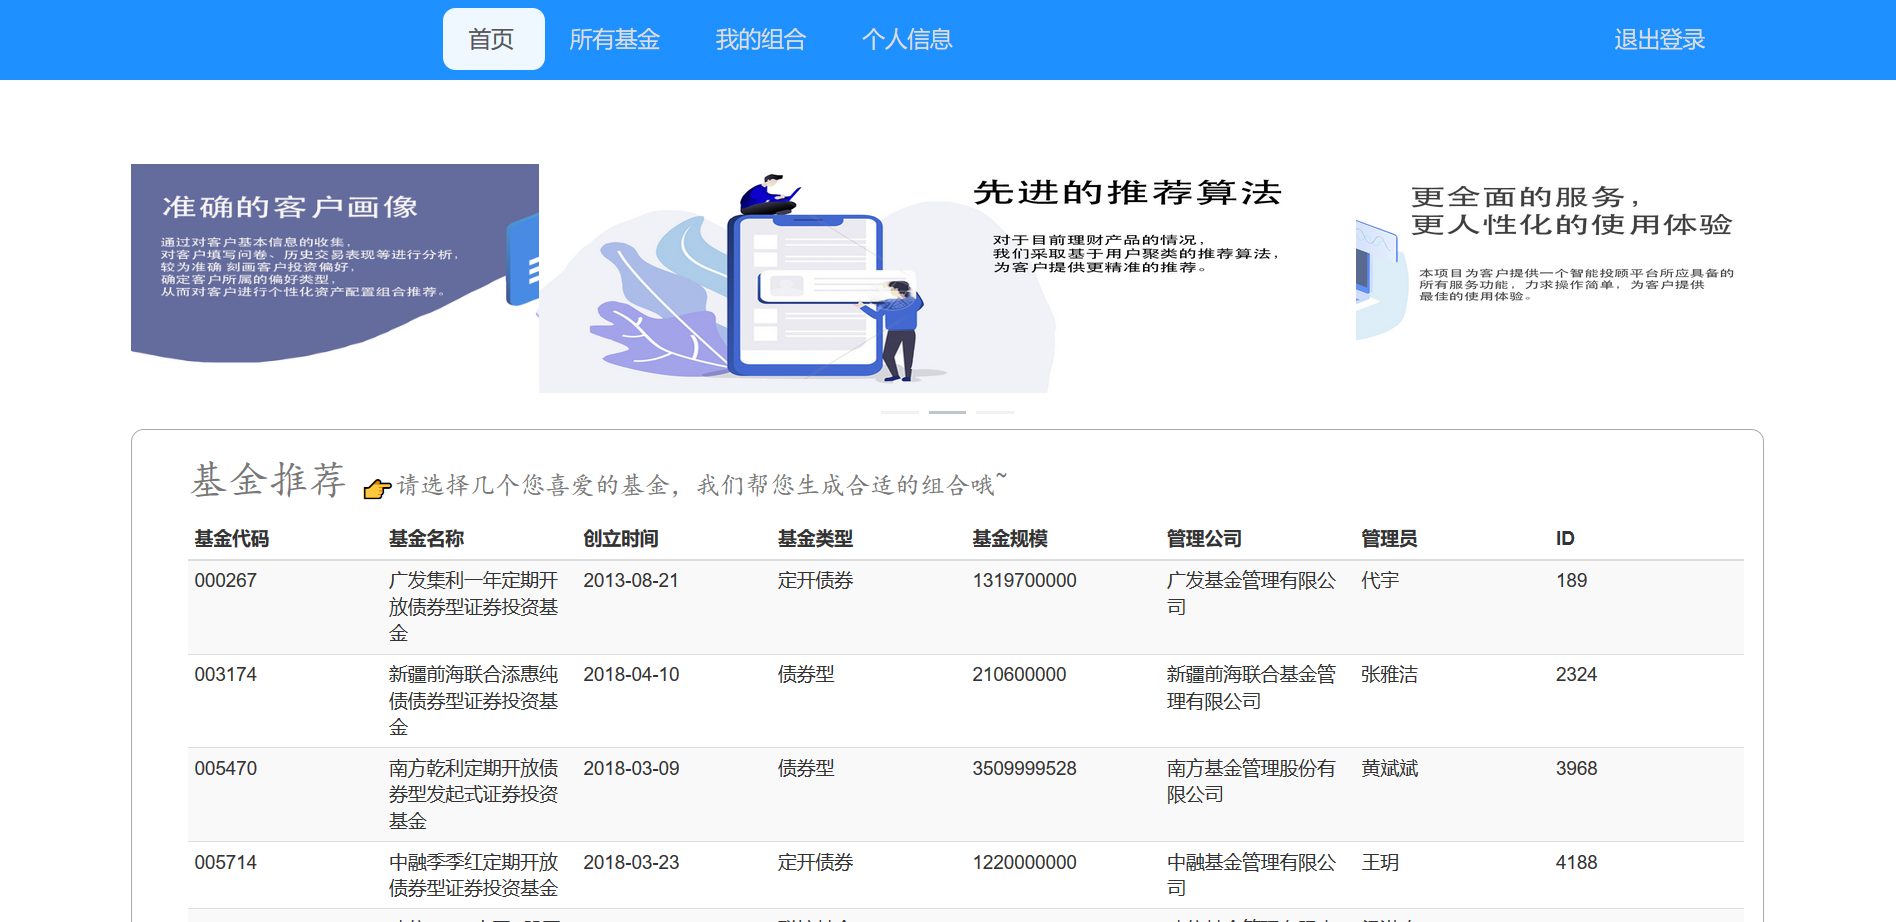 首页 所有基金 我的组合 个人信息 退出登录
准确的客户画像
通过对客户基本信息的收集，
对客户填写问卷、历史交易表现等进行分析，
较为准确 刻画客户投资偏好，
确定客户所属的偏好类型，
从而对客户进行个性化资产配置组合推荐。
先进的推荐算法
对于目前理财产品的情况，
我们采取基于用户聚类的推荐算法，
为客户提供更精准的推荐。
更全面的服务，
更人性化的使用体验
本项目为客户提供一个智能投顾平台所应具备的
所有服务功能，力求操作简单，为客户提供
最佳的使用体验。
基金推荐 👉请选择几个您喜爱的基金，我们帮您生成合适的组合哦~
基金代码 基金名称 创立时间 基金类型 基金规模 管理公司 管理员 ID
000267 广发集利一年定期开 2013-08-21 定开债券 1319700000 广发基金管理有限公 代宇 189
放债券型证券投资基 司
金
003174 新疆前海联合添惠纯 2018-04-10 债券型 210600000 新疆前海联合基金管 张雅洁 2324
债债券型证券投资基 理有限公司
金
005470 南方乾利定期开放债 2018-03-09 债券型 3509999528 南方基金管理股份有 黄斌斌 3968
券型发起式证券投资 限公司
基金
005714 中融季季红定期开放 2018-03-23 定开债券 1220000000 中融基金管理有限公 王玥 4188
债券型证券投资基金 司